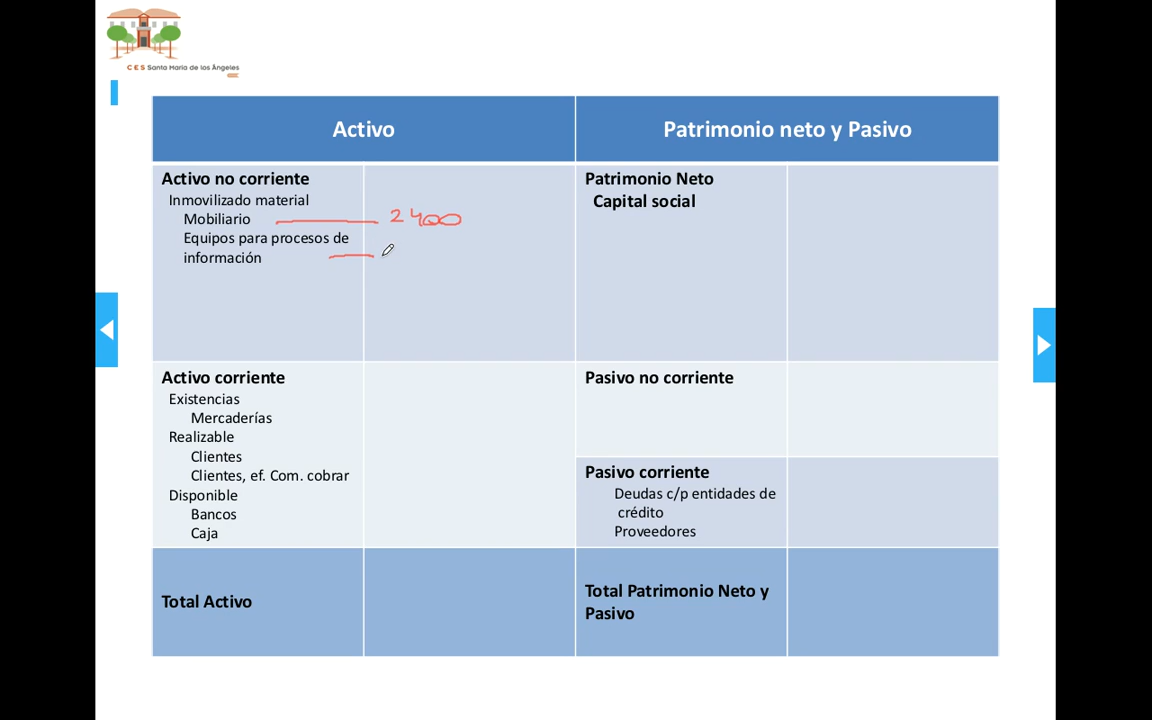 CES Santa María de los Ángeles
Activo
Patrimonio neto y Pasivo
Activo no corriente
Inmovilizado material
Mobiliario
2400
Equipos para procesos de
información
Patrimonio Neto
Capital social
Activo corriente
Existencias
Mercaderías
Realizable
Clientes
Clientes, ef. Com. cobrar
Disponible
Bancos
Caja
Pasivo no corriente
Pasivo corriente
Deudas c/p entidades de
crédito
Proveedores
Total Activo
Total Patrimonio Neto y
Pasivo